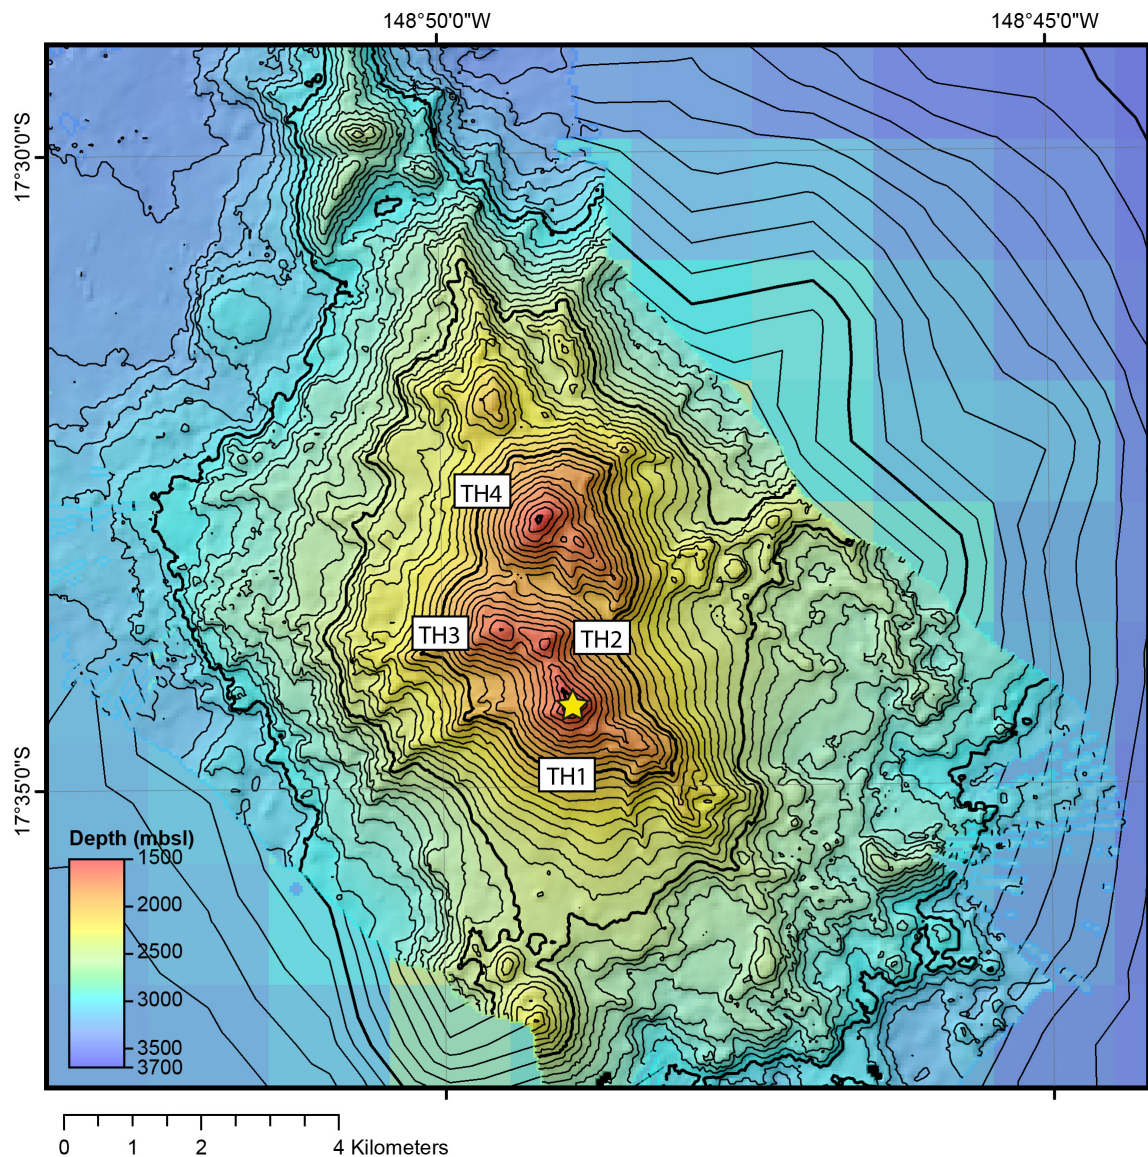 148°50'0"W
148°45'0"W
17°30'0"S
TH4
TH3
TH2
TH1
17°35'0"S
Depth (mbsl)
1500
2000
2500
3000
3500
3700
0 1 2 4 Kilometers